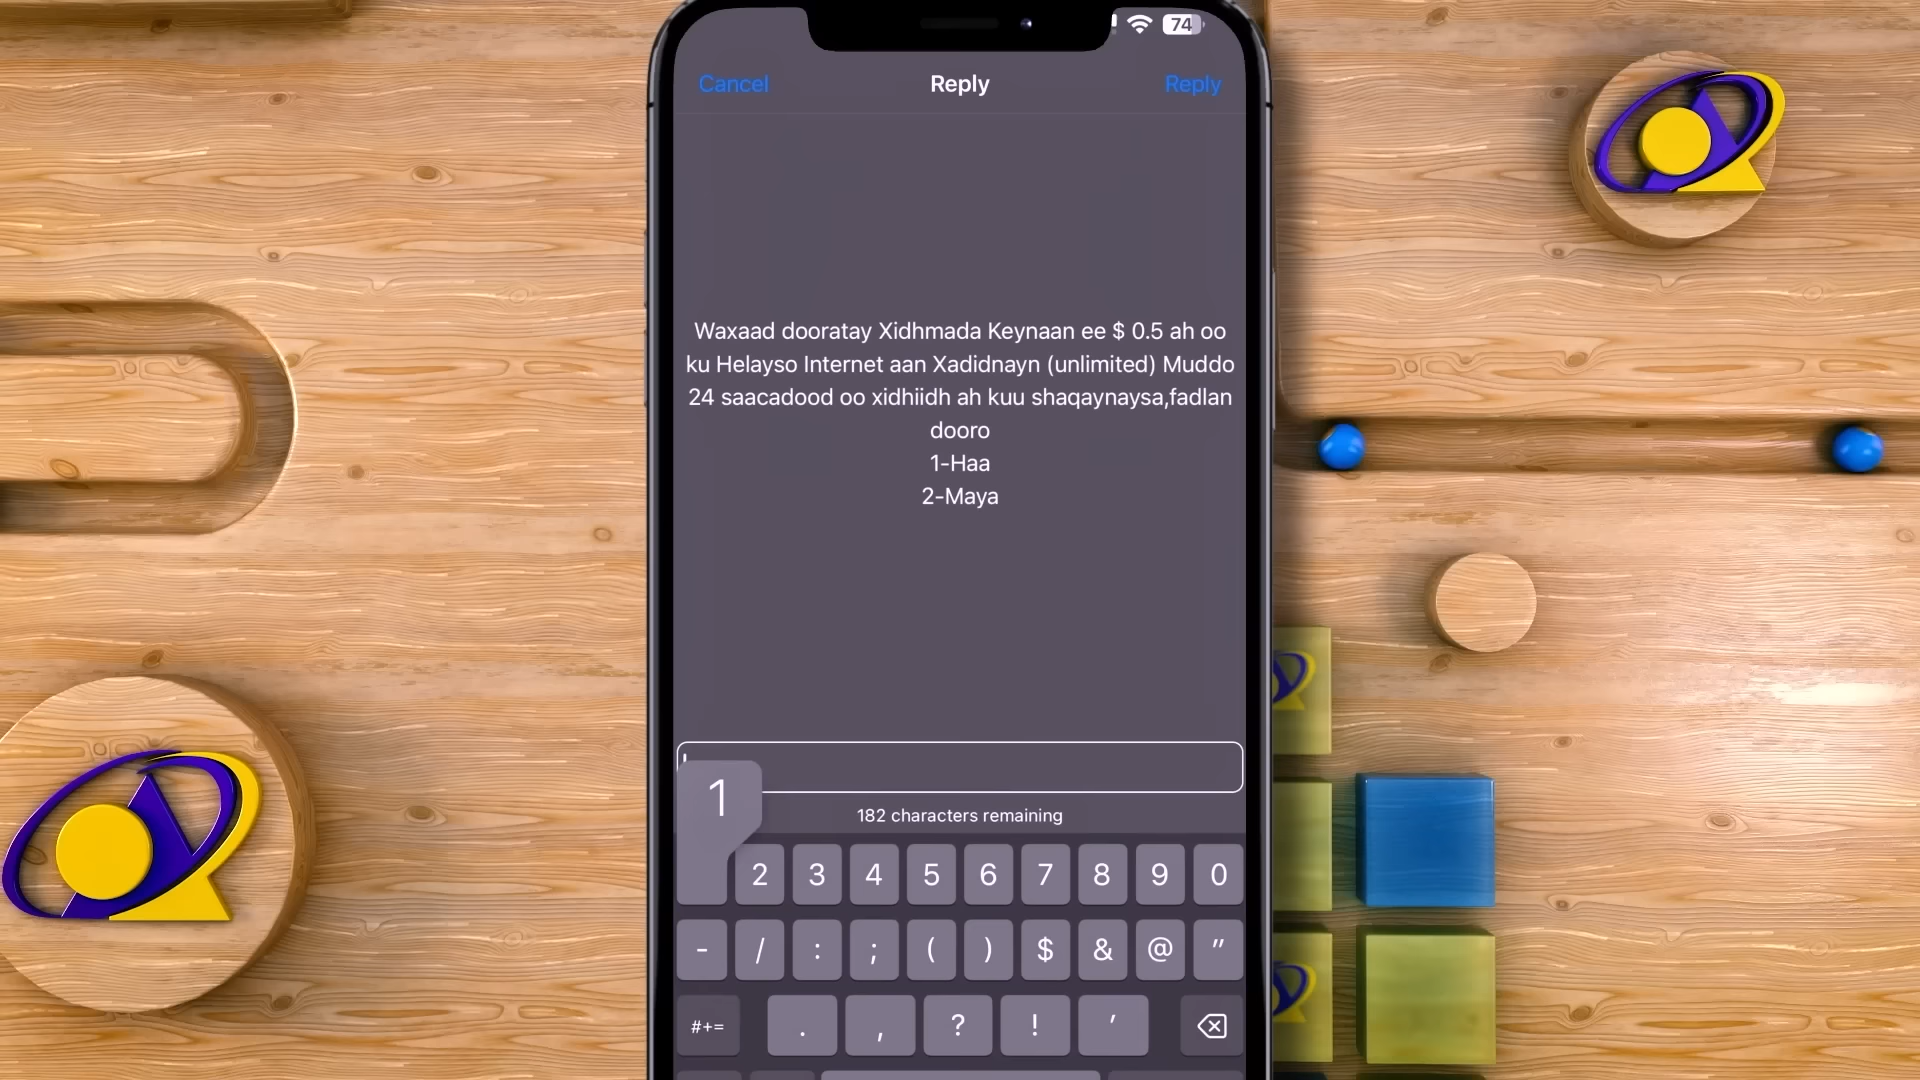 74
Cancel Reply Reply
Waxaad dooratay Xidhmada Keynaan ee $ 0.5 ah oo
ku Helayso Internet aan Xadidnayn (unlimited) Muddo
24 saacadood oo xidhiidh ah kuu shaqaynaysa,fadlan
dooro
1-Haa
2-Maya
1
182 characters remaining
2 3 4 5 6 7 8 9 0
- / : ; ( ) $ & @ "
#+= . , ? ! '